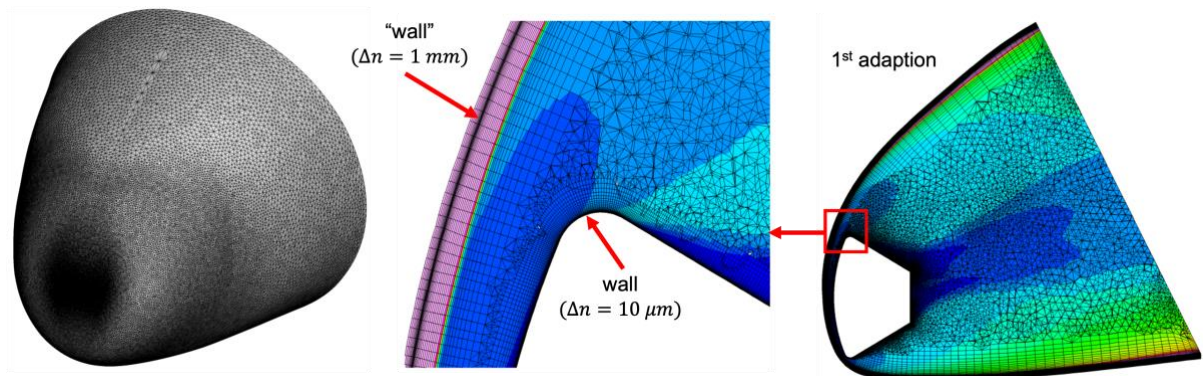 “wall”
(Δn = 1 mm)
wall
(Δn = 10 μm)
1st adaption